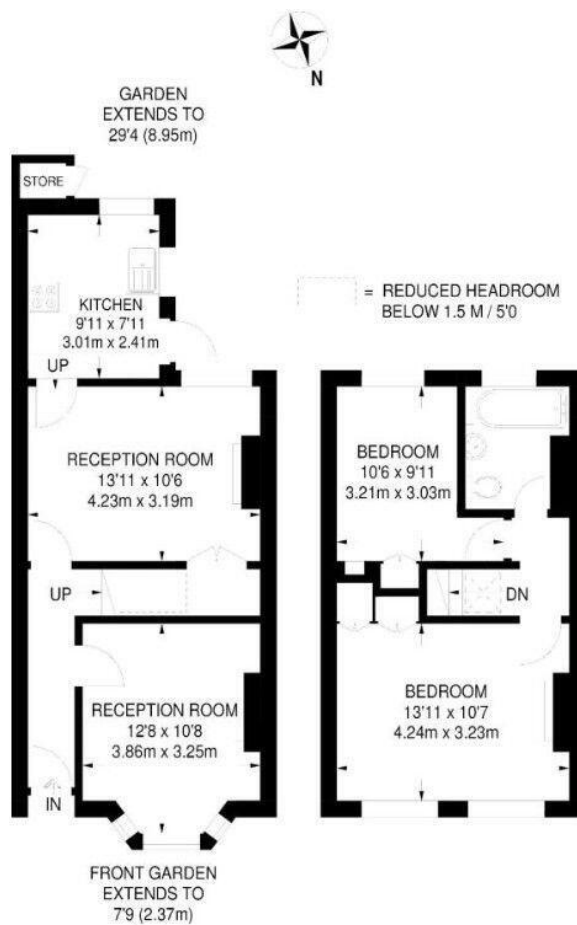 N
GARDEN
EXTENDS TO
29'4 (8.95m)
STORE
KITCHEN
9'11 x 7'11
3.01m x 2.41m
UP
= REDUCED HEADROOM
BELOW 1.5 M / 5'0
RECEPTION ROOM
13'11 x 10'6
4.23m x 3.19m
UP
RECEPTION ROOM
12'8 x 10'8
3.86m x 3.25m
IN
FRONT GARDEN
EXTENDS TO
7'9 (2.37m)
BEDROOM
10'6 x 9'11
3.21m x 3.03m
DN
BEDROOM
13'11 x 10'7
4.24m x 3.23m